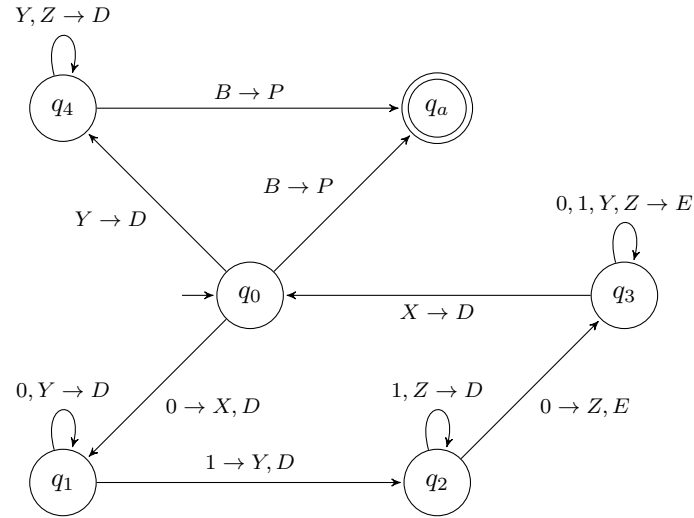 Y, Z → D
q4
B → P
qa
B → P
Y → D
0, 1, Y, Z → E
q0
q3
X → D
0, Y → D
0 → X, D
1, Z → D
0 → Z, E
1 → Y, D
q1
q2